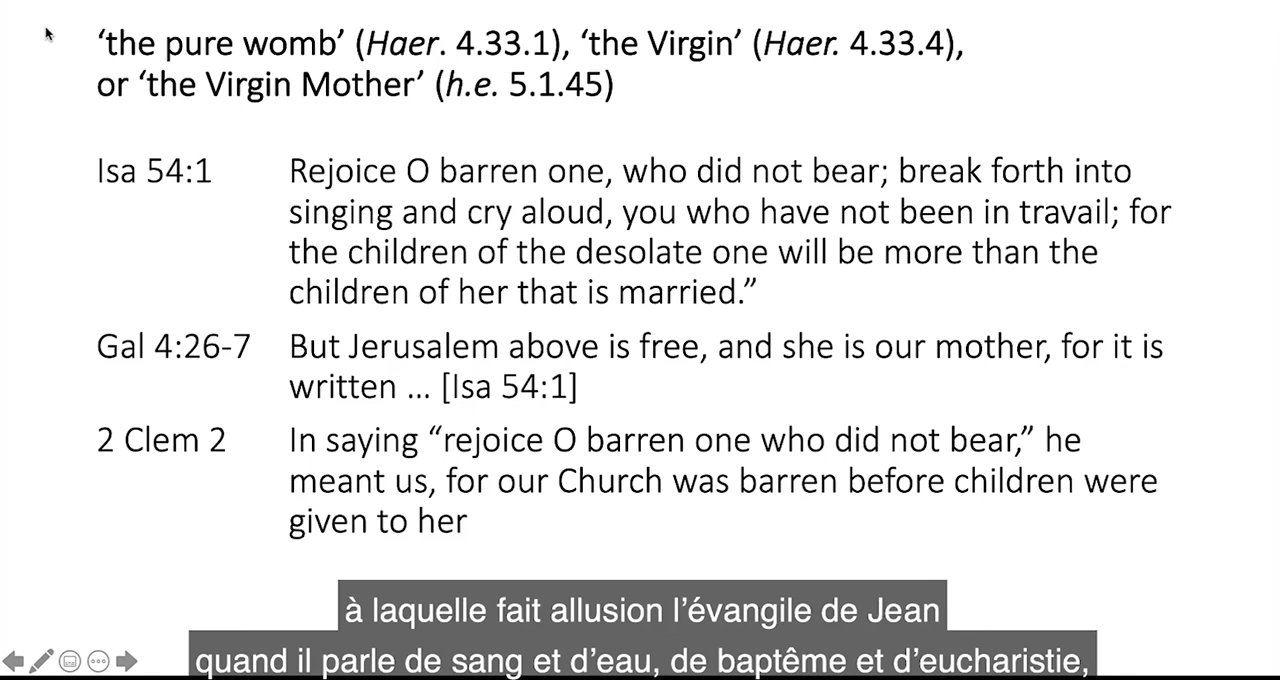 ‘the pure womb’ (Haer. 4.33.1), ‘the Virgin’ (Haer. 4.33.4),
or ‘the Virgin Mother’ (h.e. 5.1.45)
Isa 54:1 Rejoice O barren one, who did not bear; break forth into
singing and cry aloud, you who have not been in travail; for
the children of the desolate one will be more than the
children of her that is married.”
Gal 4:26-7 But Jerusalem above is free, and she is our mother, for it is
written ... [Isa 54:1]
2 Clem 2 In saying “rejoice O barren one who did not bear,” he
meant us, for our Church was barren before children were
given to her
à laquelle fait allusion l’évangile de Jean
quand il parle de sang et d’eau, de baptême et d’eucharistie,